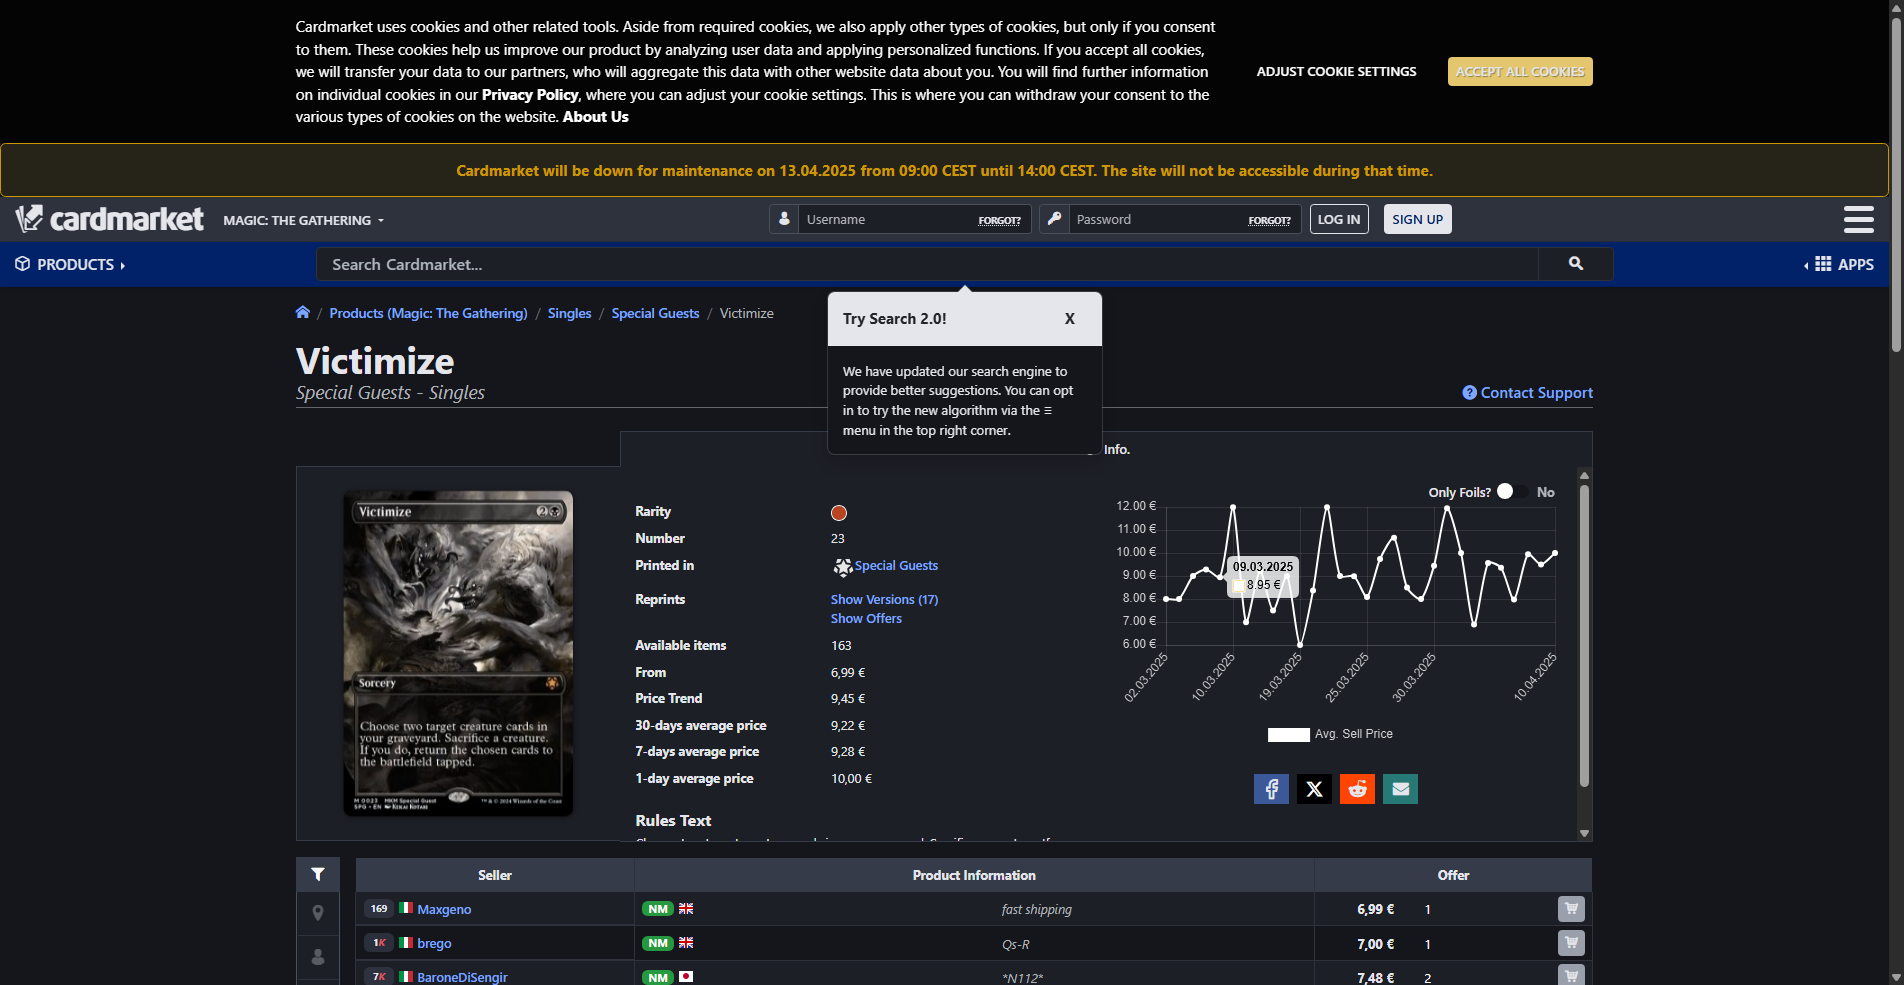 Cardmarket uses cookies and other related tools. Aside from required cookies, we also apply other types of cookies, but only if you consent
to them. These cookies help us improve our product by analyzing user data and applying personalized functions. If you accept all cookies,
we will transfer your data to our partners, who will aggregate this data with other website data about you. You will find further information
on individual cookies in our Privacy Policy, where you can adjust your cookie settings. This is where you can withdraw your consent to the
various types of cookies on the website. About Us
ADJUST COOKIE SETTINGS
ACCEPT ALL COOKIES
Cardmarket will be down for maintenance on 13.04.2025 from 09:00 CEST until 14:00 CEST. The site will not be accessible during that time.
cardmarket
MAGIC: THE GATHERING
Username
FORGOT?
Password
FORGOT?
LOG IN
SIGN UP
PRODUCTS
Search Cardmarket...
APPS
/ Products (Magic: The Gathering) / Singles / Special Guests / Victimize
Try Search 2.0!
X
We have updated our search engine to
provide better suggestions. You can opt
in to try the new algorithm via the ≡
menu in the top right corner.
Victimize
Special Guests - Singles
Contact Support
Info.
Victimize
2
Sorcery
Choose two target creature cards in
your graveyard. Sacrifice a creature.
If you do, return the chosen cards to
the battlefield tapped.
M 0023 MKM Special Guest
SPG • EN Kekai Kotaki
™ & © 2024 Wizards of the Coast
Rarity
Number 23
Printed in Special Guests
Reprints Show Versions (17)
Show Offers
Available items 163
From 6,99 €
Price Trend 9,45 €
30-days average price 9,22 €
7-days average price 9,28 €
1-day average price 10,00 €
Rules Text
Only Foils? No
12.00 €
11.00 €
10.00 €
9.00 €
8.00 €
7.00 €
6.00 €
09.03.2025
8.95 €
02.03.2025
10.03.2025
19.03.2025
25.03.2025
30.03.2025
10.04.2025
Avg. Sell Price
Seller Product Information Offer
169 Maxgeno NM fast shipping 6,99 € 1
1K brego NM Qs-R 7,00 € 1
7K BaroneDiSengir NM *N112* 7,48 € 2